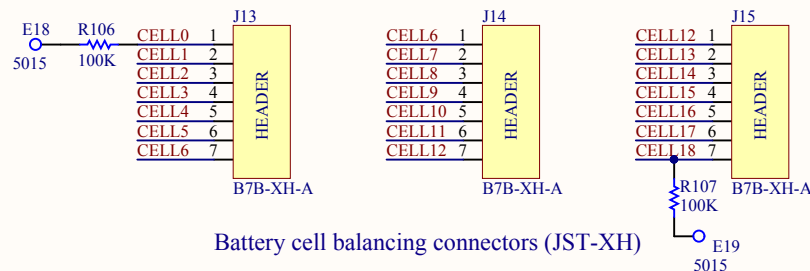 E18
5015
R106
100K
J13
CELL0 1
CELL1 2
CELL2 3
CELL3 4
CELL4 5
CELL5 6
CELL6 7
HEADER
B7B-XH-A
J14
CELL6 1
CELL7 2
CELL8 3
CELL9 4
CELL10 5
CELL11 6
CELL12 7
HEADER
B7B-XH-A
J15
CELL12 1
CELL13 2
CELL14 3
CELL15 4
CELL16 5
CELL17 6
CELL18 7
HEADER
B7B-XH-A
R107
100K
E19
5015
Battery cell balancing connectors (JST-XH)